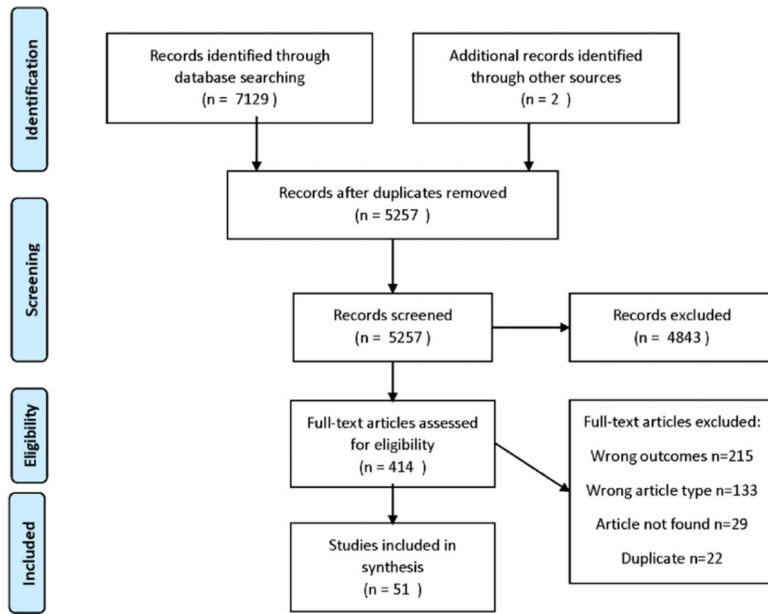 Identification
Records identified through
database searching
(n = 7129 )
Additional records identified
through other sources
(n = 2 )
Records after duplicates removed
(n = 5257 )
Screening
Records screened
(n = 5257 )
Records excluded
(n = 4843 )
Eligibility
Full-text articles assessed
for eligibility
(n = 414 )
Full-text articles excluded:
Wrong outcomes n=215
Wrong article type n=133
Article not found n=29
Duplicate n=22
Included
Studies included in
synthesis
(n = 51 )